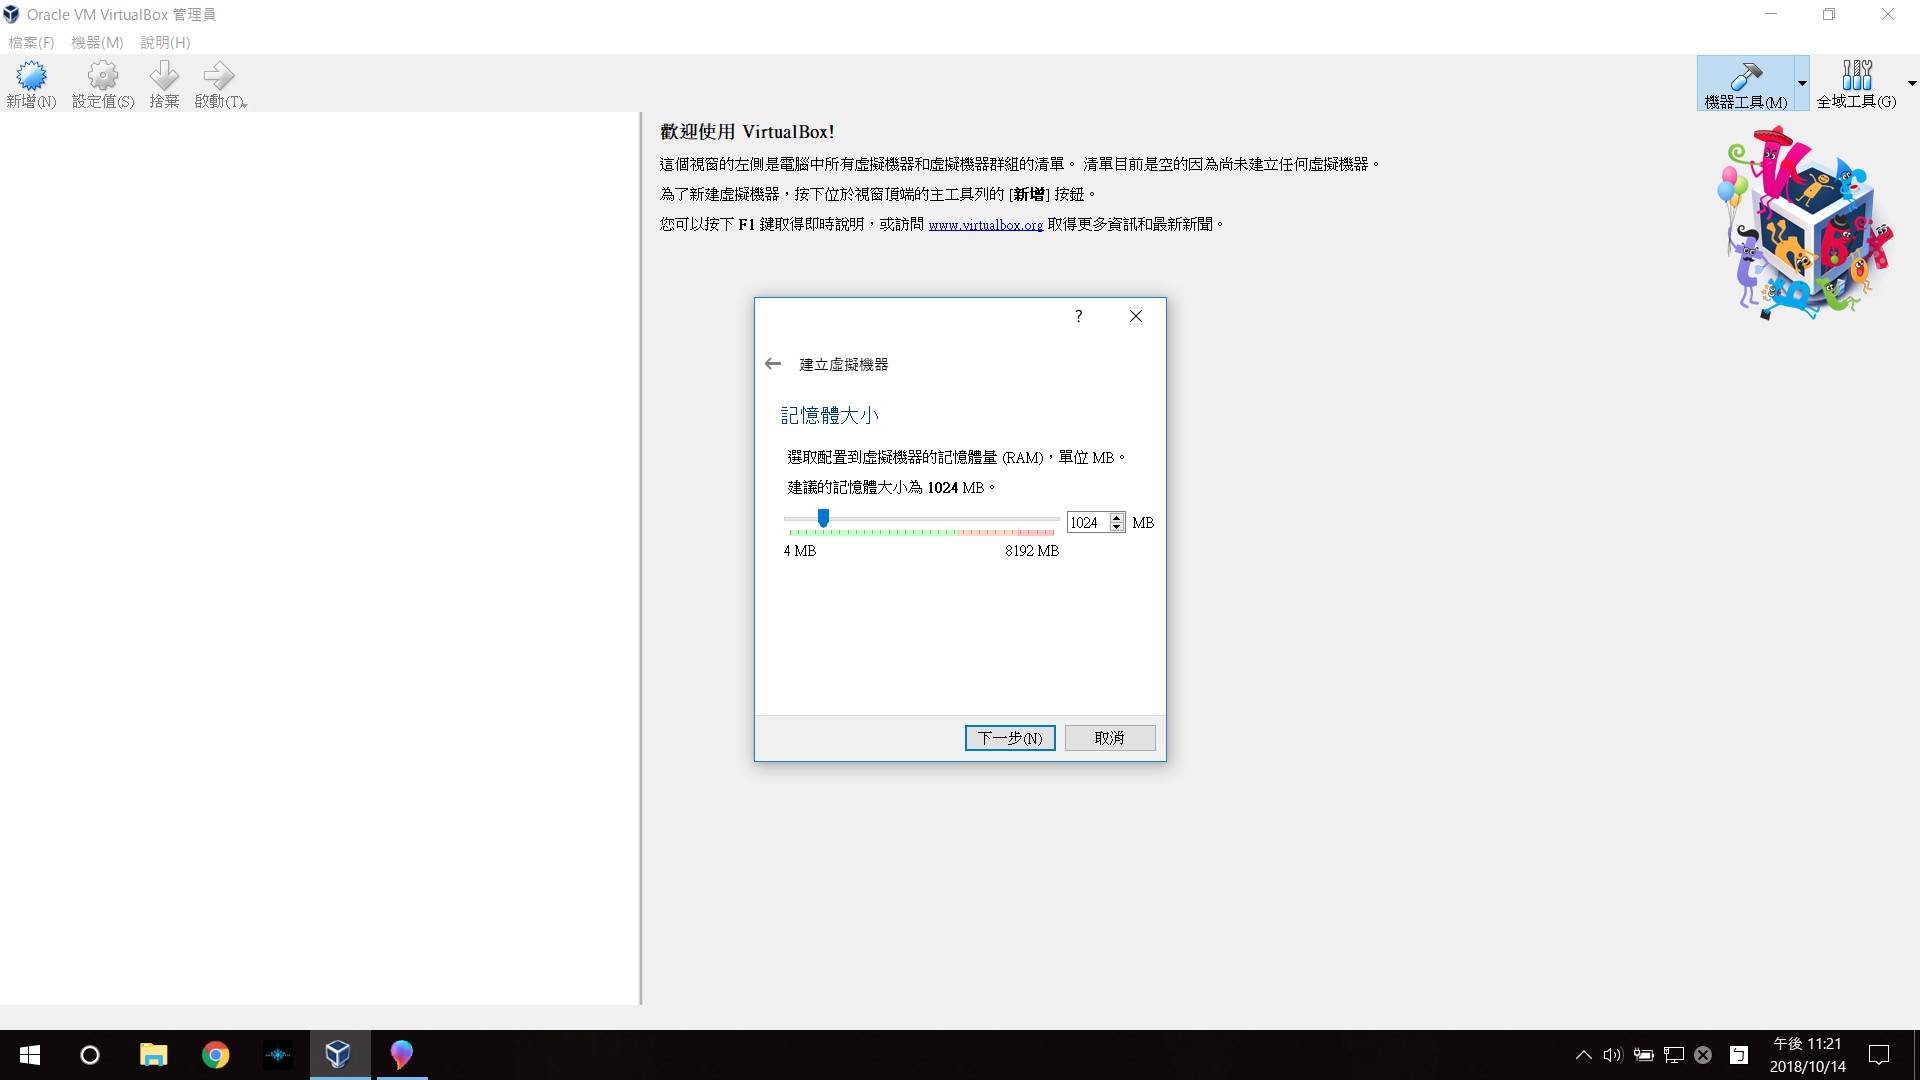 Oracle VM VirtualBox 管理員
檔案(F) 機器(M) 說明(H)
新增(N) 設定值(S) 捨棄 啟動(T) 機器工具(M) 全域工具(G)
歡迎使用 VirtualBox!
這個視窗的左側是電腦中所有虛擬機器和虛擬機器群組的清單。 清單目前是空的因為尚未建立任何虛擬機器。
為了新建虛擬機器，按下位於視窗頂端的主工具列的 [新增] 按鈕。
您可以按下 F1 鍵取得即時說明，或訪問 www.virtualbox.org 取得更多資訊和最新新聞。
?
建立虛擬機器
記憶體大小
選取配置到虛擬機器的記憶體量 (RAM)，單位 MB。
建議的記憶體大小為 1024 MB。
1024 MB
4 MB 8192 MB
下一步(N) 取消
ㄅ
午後 11:21
2018/10/14